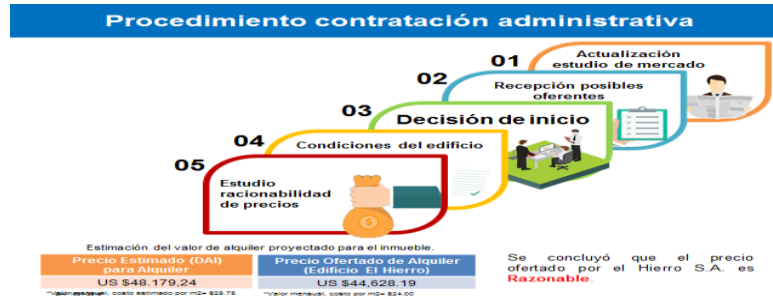 Procedimiento contratación administrativa
01
Actualización
estudio de mercado
02
Recepción posibles
oferentes
03
Decisión de inicio
04
Condiciones del edificio
05
Estudio
racionabilidad
de precios
Estimación del valor de alquiler proyectado para el inmueble.
Precio Estimado (DAI)
para Alquiler
Precio Ofertado de Alquiler
(Edificio El Hierro)
US $48.179,24
US $44,628.19
mensual, costo estimado por m2= $25.75
*Valor mensual, costo por m2= $24.00
Se concluyó que el precio
ofertado por el Hierro S.A. es
Razonable.